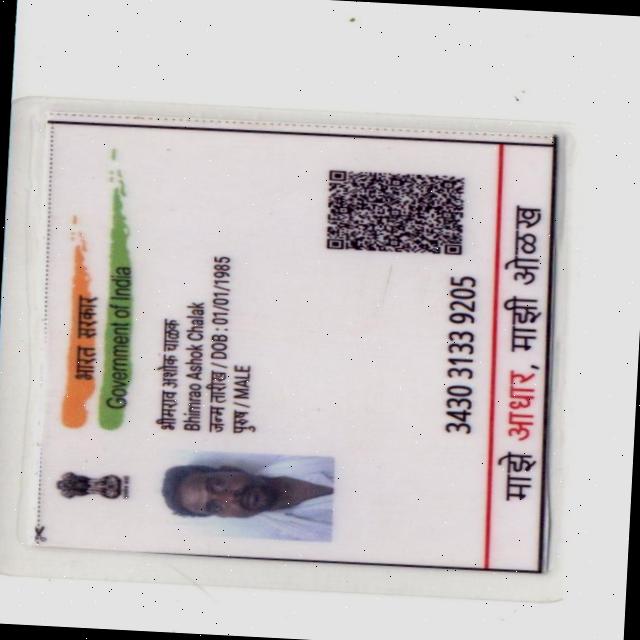 भारत सरकार
Government of India
भीमराव अशोक चाळक
Bhimrao Ashok Chalak
जन्म तारीख / DOB : 01/01/1985
पुरुष / MALE
3430 3133 9205
माझे आधार, माझी ओळख